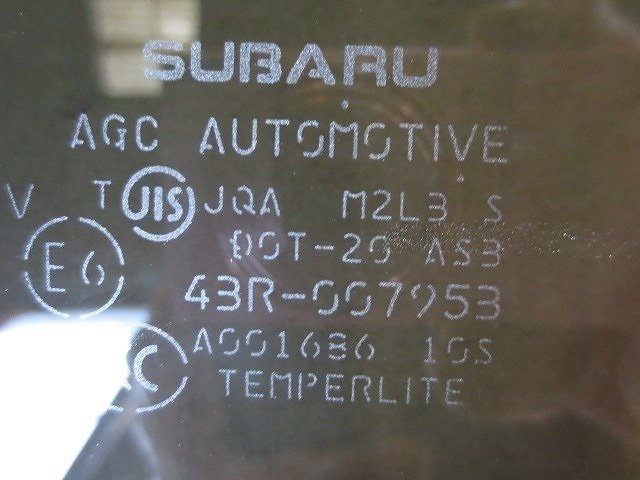 SUBARU
AGC AUTOMOTIVE
V T JIS JQA M2L3 S
DOT-20 AS3
E6 43R-007953
A001686 10S
TEMPERLITE